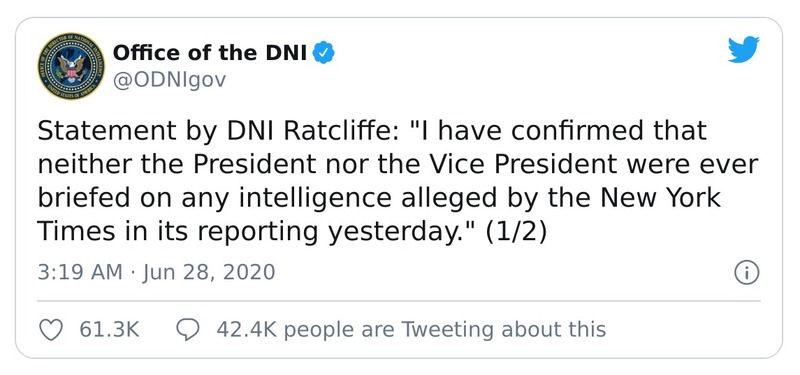 Office of the DNI
@ODNIgov
Statement by DNI Ratcliffe: "I have confirmed that
neither the President nor the Vice President were ever
briefed on any intelligence alleged by the New York
Times in its reporting yesterday." (1/2)
3:19 AM · Jun 28, 2020
61.3K
42.4K people are Tweeting about this